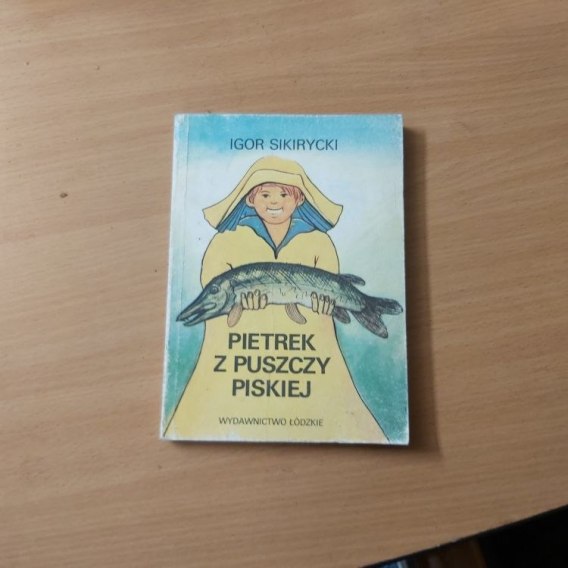 IGOR SIKIRYCKI
PIETREK
Z PUSZCZY
PISKIEJ
WYDAWNICTWO ŁÓDZKIE